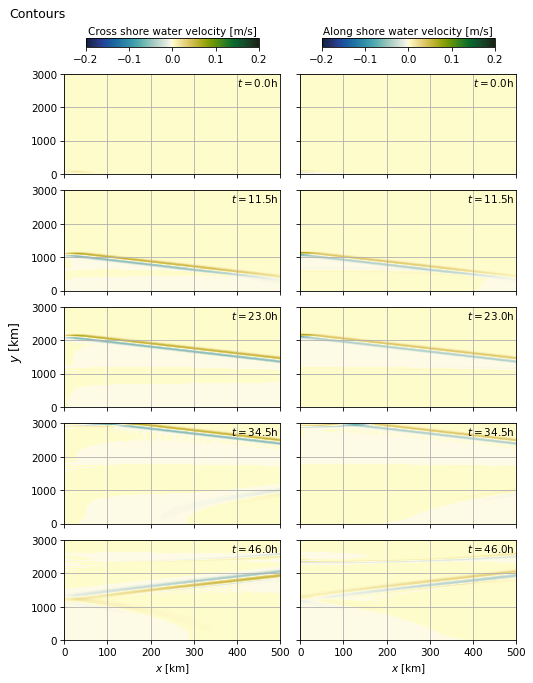 Contours
Cross shore water velocity [m/s]
Along shore water velocity [m/s]
−0.2 −0.1 0.0 0.1 0.2
−0.2 −0.1 0.0 0.1 0.2
3000
2000
1000
0
t = 0.0h
t = 0.0h
3000
2000
1000
0
t = 11.5h
t = 11.5h
y [km]
3000
2000
1000
0
t = 23.0h
t = 23.0h
3000
2000
1000
0
t = 34.5h
t = 34.5h
3000
2000
1000
0
t = 46.0h
t = 46.0h
0 100 200 300 400 500
0 100 200 300 400 500
x [km]
x [km]